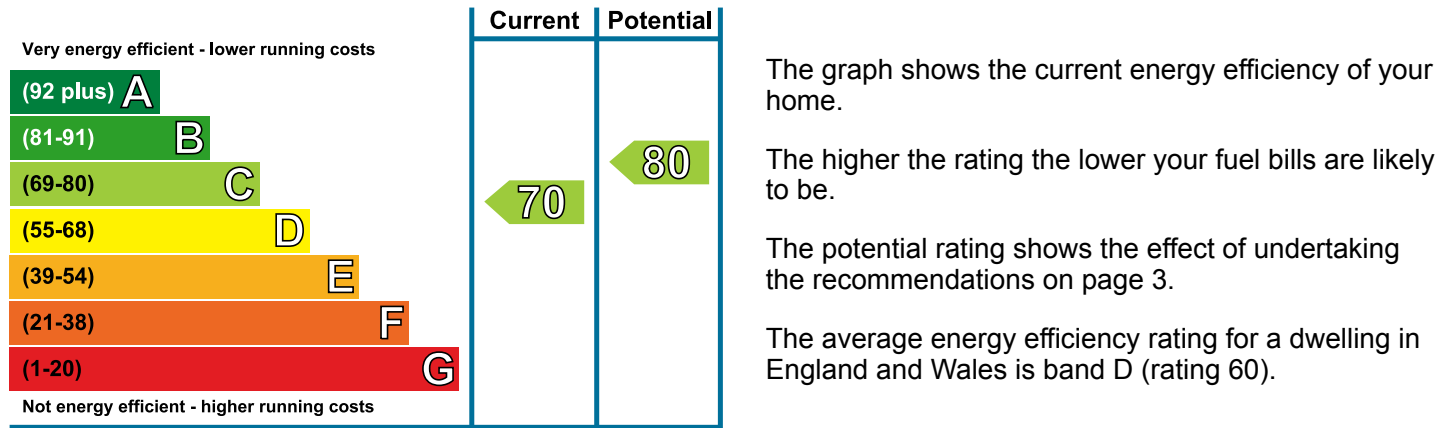 Current Potential
Very energy efficient - lower running costs
(92 plus) A
(81-91) B
(69-80) C
(55-68) D
(39-54) E
(21-38) F
(1-20) G
Not energy efficient - higher running costs
70
80
The graph shows the current energy efficiency of your
home.
The higher the rating the lower your fuel bills are likely
to be.
The potential rating shows the effect of undertaking
the recommendations on page 3.
The average energy efficiency rating for a dwelling in
England and Wales is band D (rating 60).